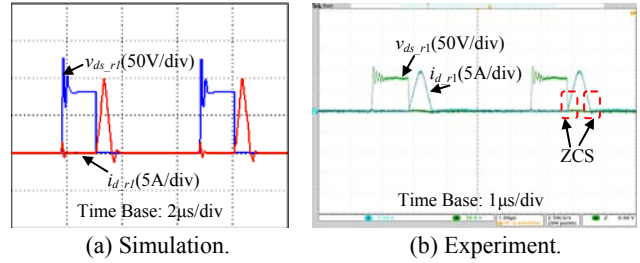 v_ds_r1(50V/div)
i_d_r1(5A/div)
Time Base: 2μs/div
(a) Simulation.
v_ds_r1(50V/div)
i_d_r1(5A/div)
ZCS
Time Base: 1μs/div
(b) Experiment.